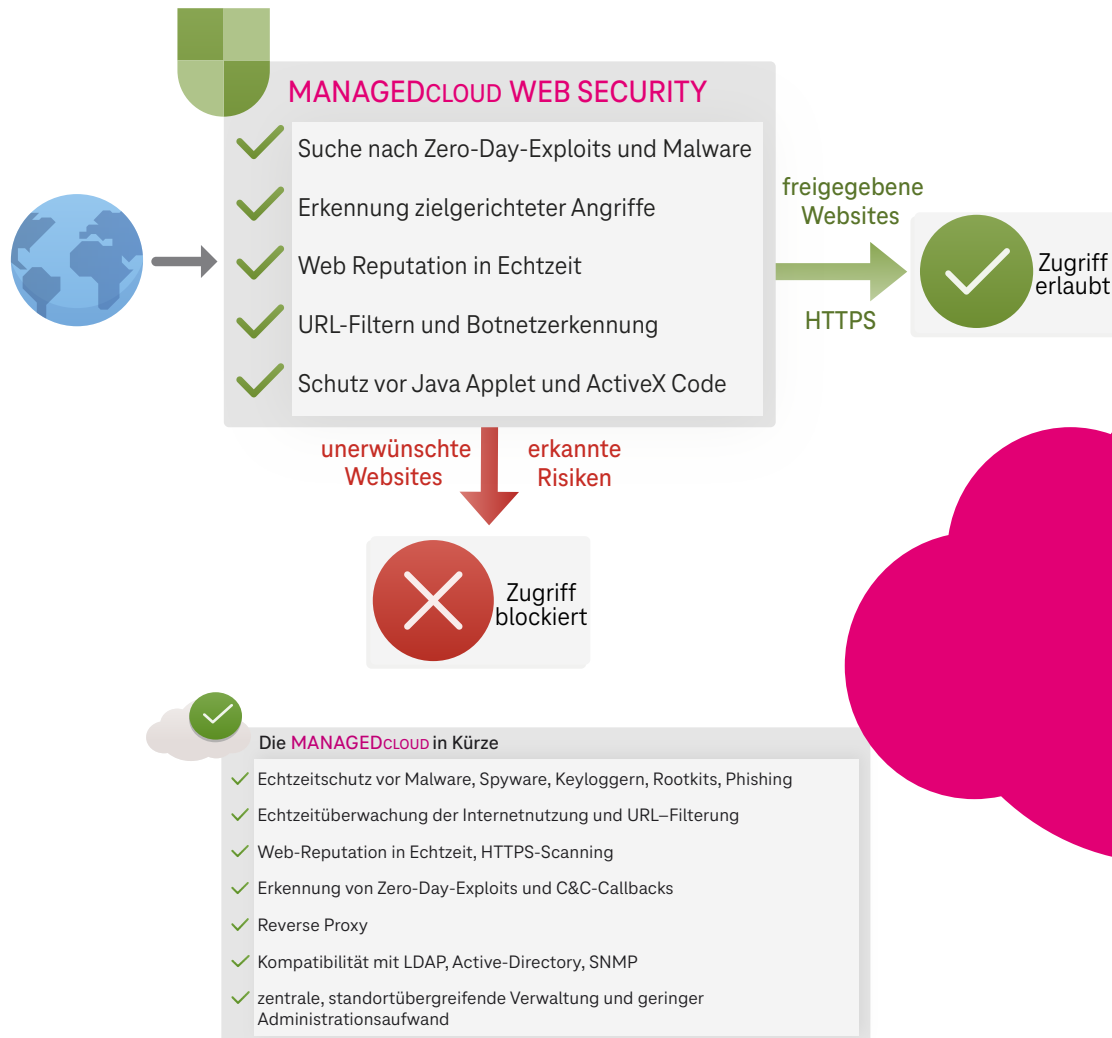 MANAGEDCLOUD WEB SECURITY
Suche nach Zero-Day-Exploits und Malware
Erkennung zielgerichteter Angriffe
Web Reputation in Echtzeit
URL-Filtern und Botnetzerkennung
Schutz vor Java Applet und ActiveX Code
freigegebene
Websites
HTTPS
Zugriff
erlaubt
unerwünschte
Websites
erkannte
Risiken
Zugriff
blockiert
Die MANAGEDCLOUD in Kürze
Echtzeitschutz vor Malware, Spyware, Keyloggern, Rootkits, Phishing
Echtzeitüberwachung der Internetnutzung und URL–Filterung
Web-Reputation in Echtzeit, HTTPS-Scanning
Erkennung von Zero-Day-Exploits und C&C-Callbacks
Reverse Proxy
Kompatibilität mit LDAP, Active-Directory, SNMP
zentrale, standortübergreifende Verwaltung und geringer
Administrationsaufwand